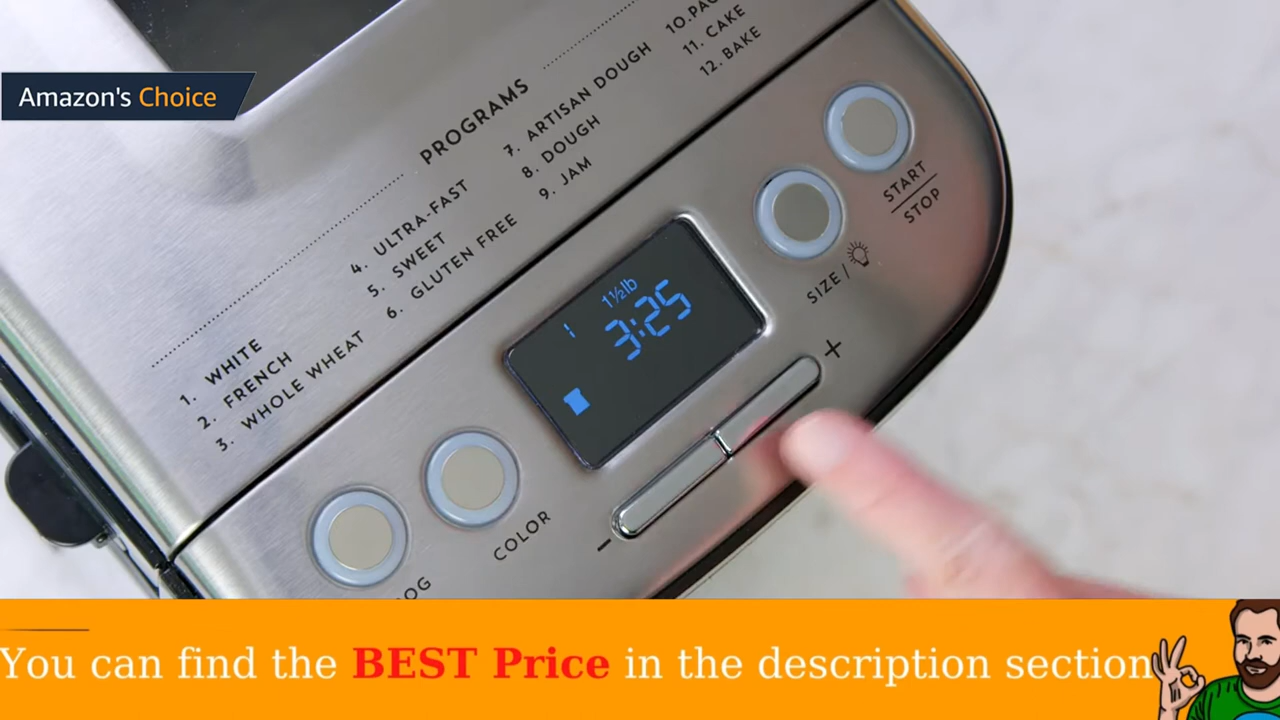 Amazon's Choice
PROGRAMS
1. WHITE
2. FRENCH
3. WHOLE WHEAT
4. ULTRA-FAST
5. SWEET
6. GLUTEN FREE
7. ARTISAN DOUGH
8. DOUGH
9. JAM
11. CAKE
12. BAKE
START
STOP
SIZE /
1½lb
1 3:25
+
-
COLOR
You can find the BEST Price in the description section